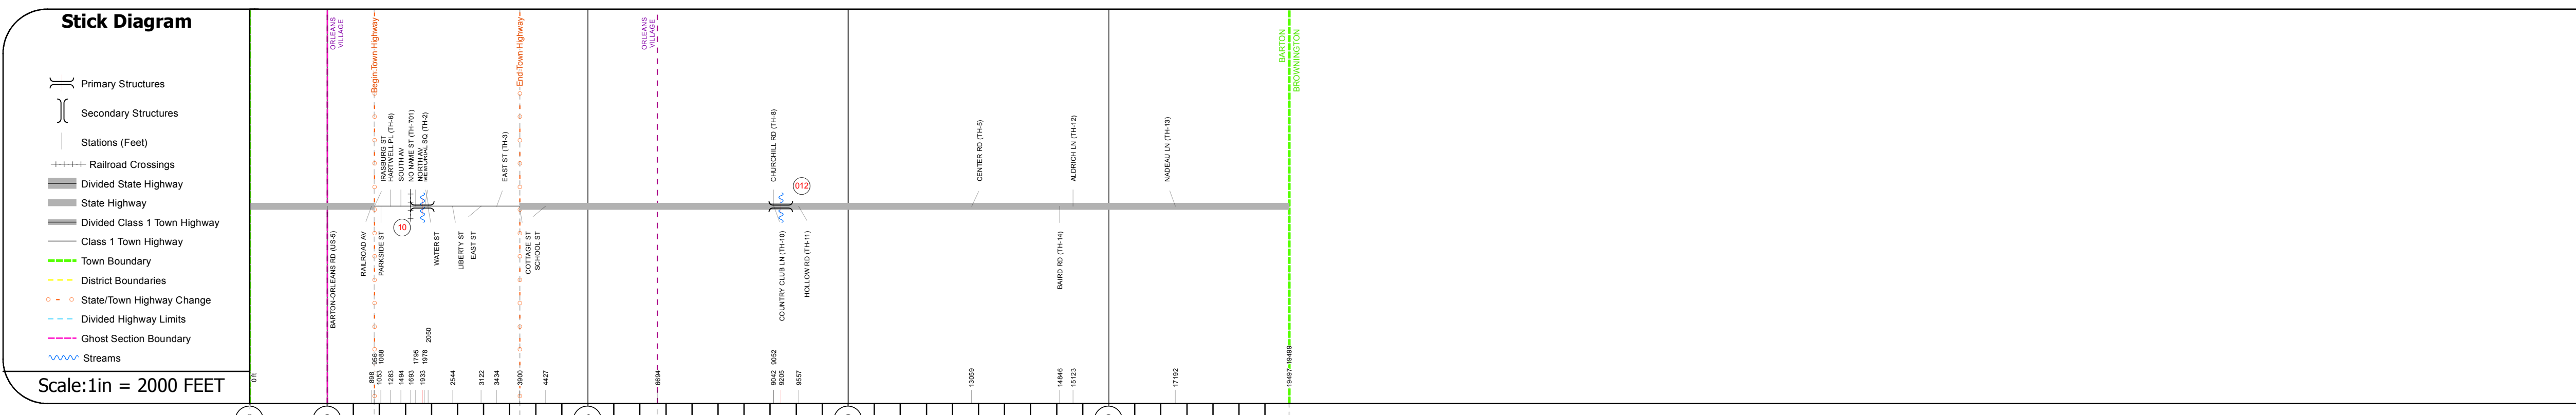 Stick Diagram
Primary Structures
Secondary Structures
Stations (Feet)
Railroad Crossings
Divided State Highway
State Highway
Divided Class 1 Town Highway
Class 1 Town Highway
Town Boundary
District Boundaries
State/Town Highway Change
Divided Highway Limits
Ghost Section Boundary
Streams
Scale:1in = 2000 FEET
ORLEANS
VILLAGE
Begin Town Highway
End Town Highway
ORLEANS
VILLAGE
BARTON
BROWNINGTON
IRASBURG ST
HARTWELL PL (TH-6)
SOUTH AV
NO NAME ST (TH-701)
NORTH AV
MEMORIAL SQ (TH-2)
EAST ST (TH-3)
CHURCHILL RD (TH-8)
012
CENTER RD (TH-5)
ALDRICH LN (TH-12)
NADEAU LN (TH-13)
10
BARTON-ORLEANS RD (US-5)
RAILROAD AV
PARKSIDE ST
WATER ST
LIBERTY ST
EAST ST
COTTAGE ST
SCHOOL ST
COUNTRY CLUB LN (TH-10)
HOLLOW RD (TH-11)
BAIRD RD (TH-14)
0 ft
898
956
1053
1088
1283
1494
1693
1795
1933
1978
2050
2544
3122
3434
3900
4427
6694
9042
9052
9205
9557
13059
14846
15123
17192
19497
19499